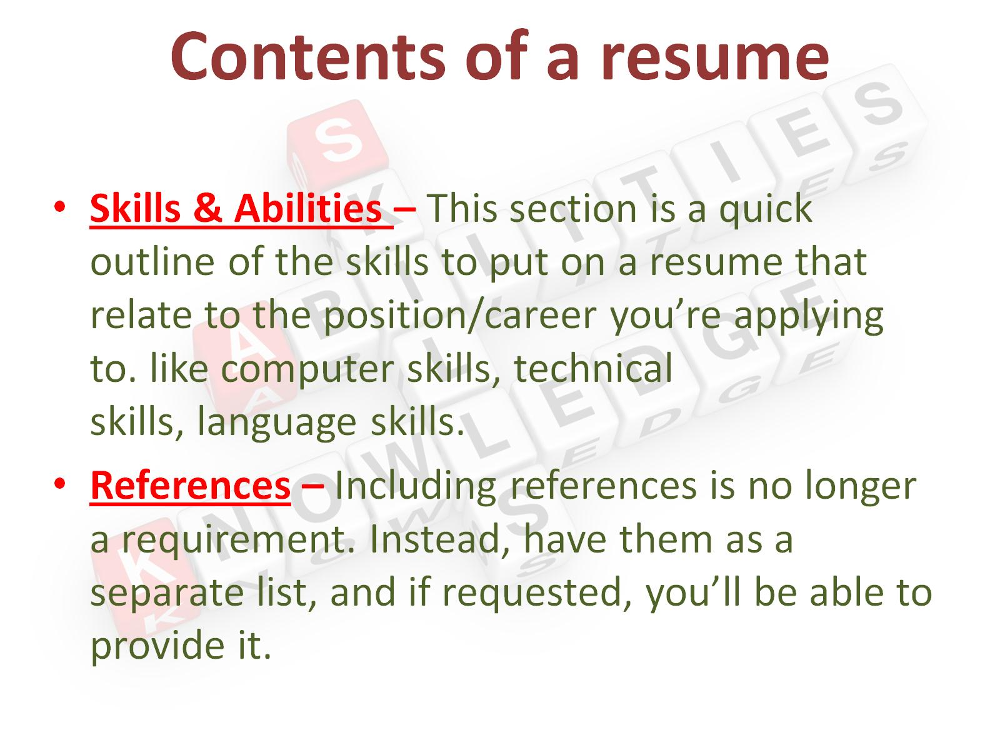 Contents of a resume
• Skills & Abilities – This section is a quick
outline of the skills to put on a resume that
relate to the position/career you’re applying
to. like computer skills, technical
skills, language skills.
• References – Including references is no longer
a requirement. Instead, have them as a
separate list, and if requested, you’ll be able to
provide it.
SKILLS
ABILITIES
KNOWLEDGE